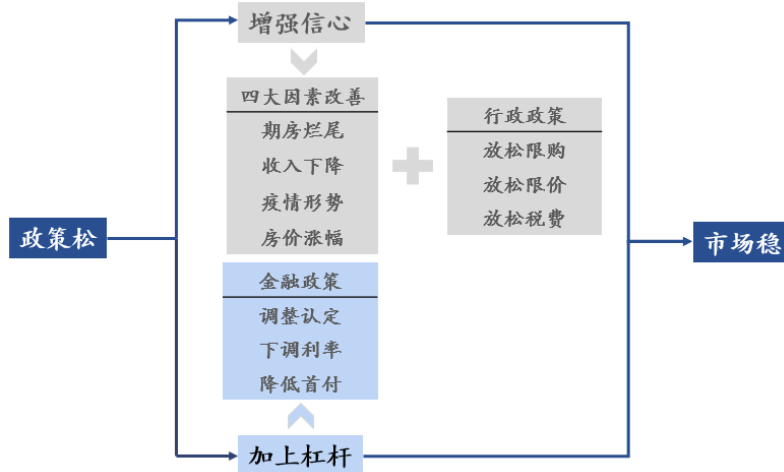 增强信心
四大因素改善
期房烂尾
收入下降
疫情形势
房价涨幅
行政政策
放松限购
放松限价
放松税费
政策松
市场稳
金融政策
调整认定
下调利率
降低首付
加上杠杆